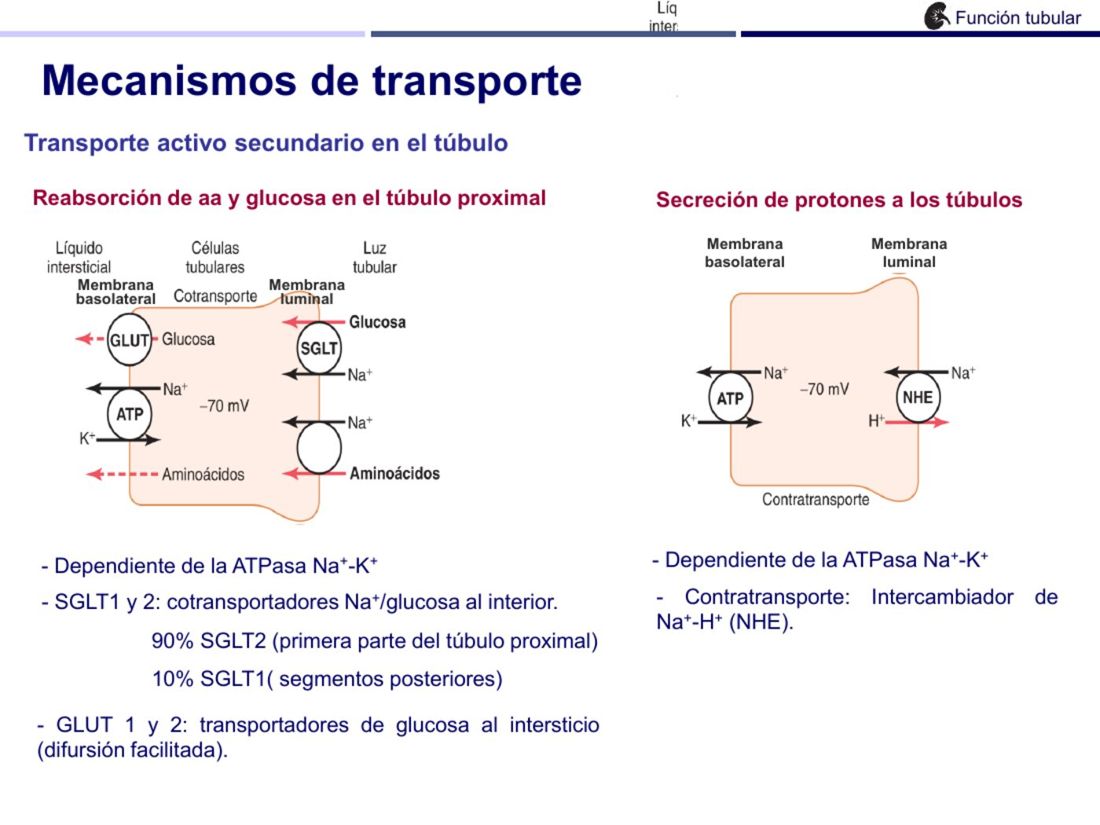 Líq
inter
Función tubular
Mecanismos de transporte
Transporte activo secundario en el túbulo
Reabsorción de aa y glucosa en el túbulo proximal
Líquido
intersticial
Células
tubulares
Luz
tubular
Membrana
basolateral
Cotransporte
Membrana
luminal
GLUT
Glucosa
Glucosa
SGLT
Na⁺
Na⁺
ATP
–70 mV
K⁺
Na⁺
Aminoácidos
Aminoácidos
- Dependiente de la ATPasa Na⁺-K⁺
- SGLT1 y 2: cotransportadores Na⁺/glucosa al interior.
90% SGLT2 (primera parte del túbulo proximal)
10% SGLT1( segmentos posteriores)
- GLUT 1 y 2: transportadores de glucosa al intersticio
(difursión facilitada).
Secreción de protones a los túbulos
Membrana
basolateral
Membrana
luminal
Na⁺
–70 mV
Na⁺
ATP
NHE
K⁺
H⁺
Contratransporte
- Dependiente de la ATPasa Na⁺-K⁺
- Contratransporte: Intercambiador de
Na⁺-H⁺ (NHE).